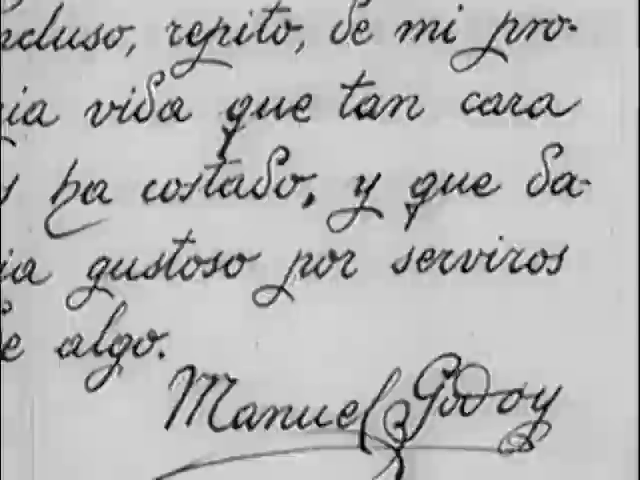 ncluso, repito, de mi pro-
ia vida que tan cara
s ha costado, y que da-
ia gustoso por serviros
e algo.
Manuel Godoy